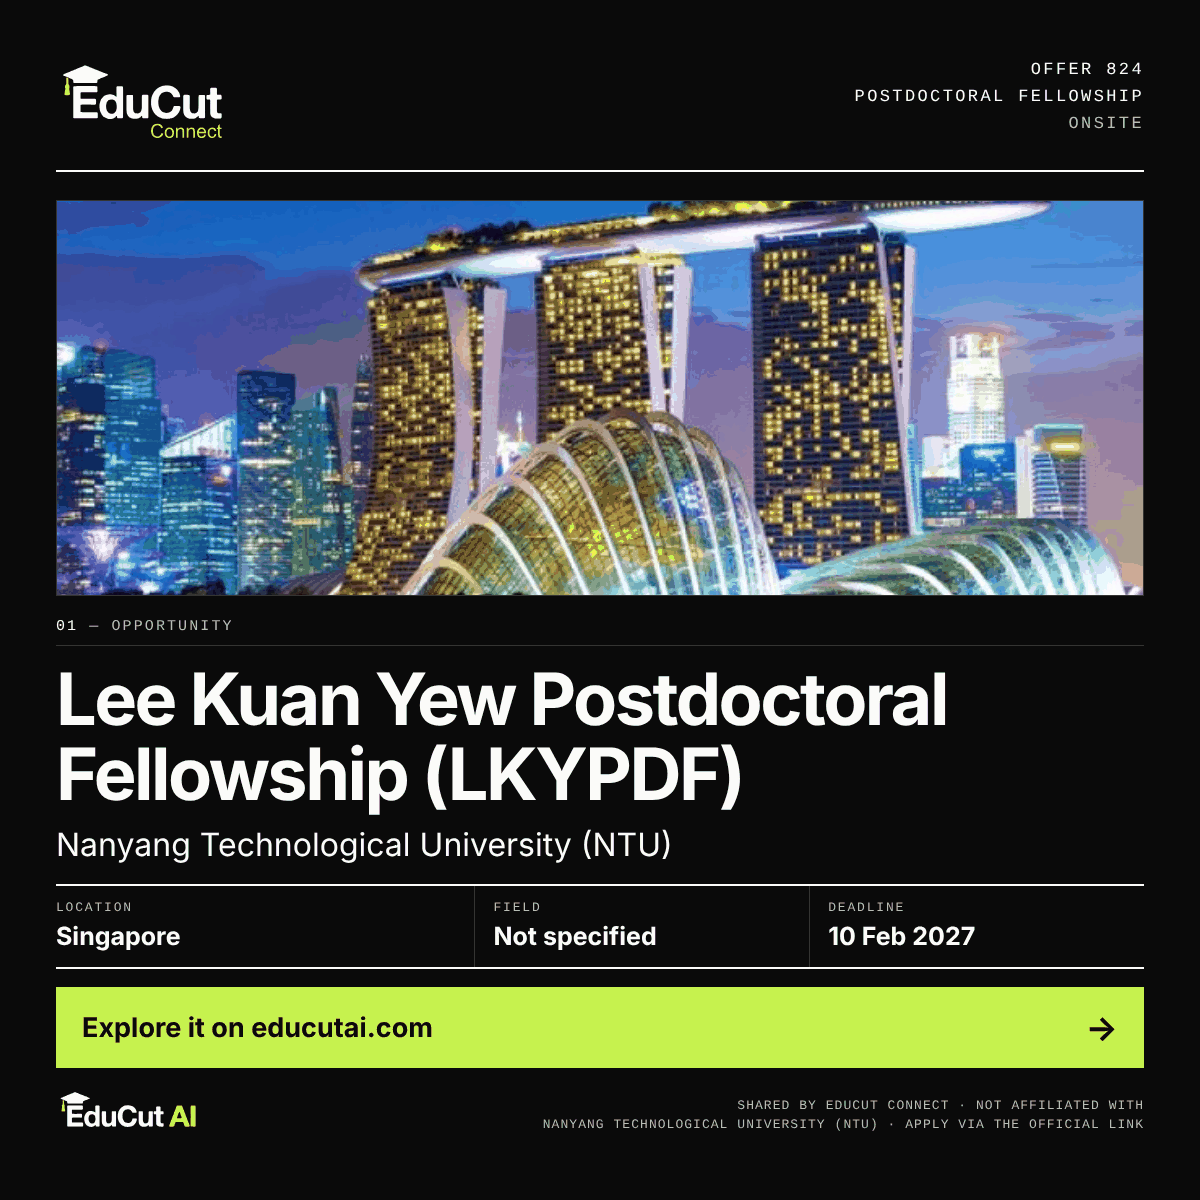 EduCut
Connect
OFFER 824
POSTDOCTORAL FELLOWSHIP
ONSITE
01 — OPPORTUNITY
Lee Kuan Yew Postdoctoral
Fellowship (LKYPDF)
Nanyang Technological University (NTU)
LOCATION
Singapore
FIELD
Not specified
DEADLINE
10 Feb 2027
Explore it on educutai.com →
EduCut AI
SHARED BY EDUCUT CONNECT · NOT AFFILIATED WITH
NANYANG TECHNOLOGICAL UNIVERSITY (NTU) · APPLY VIA THE OFFICIAL LINK